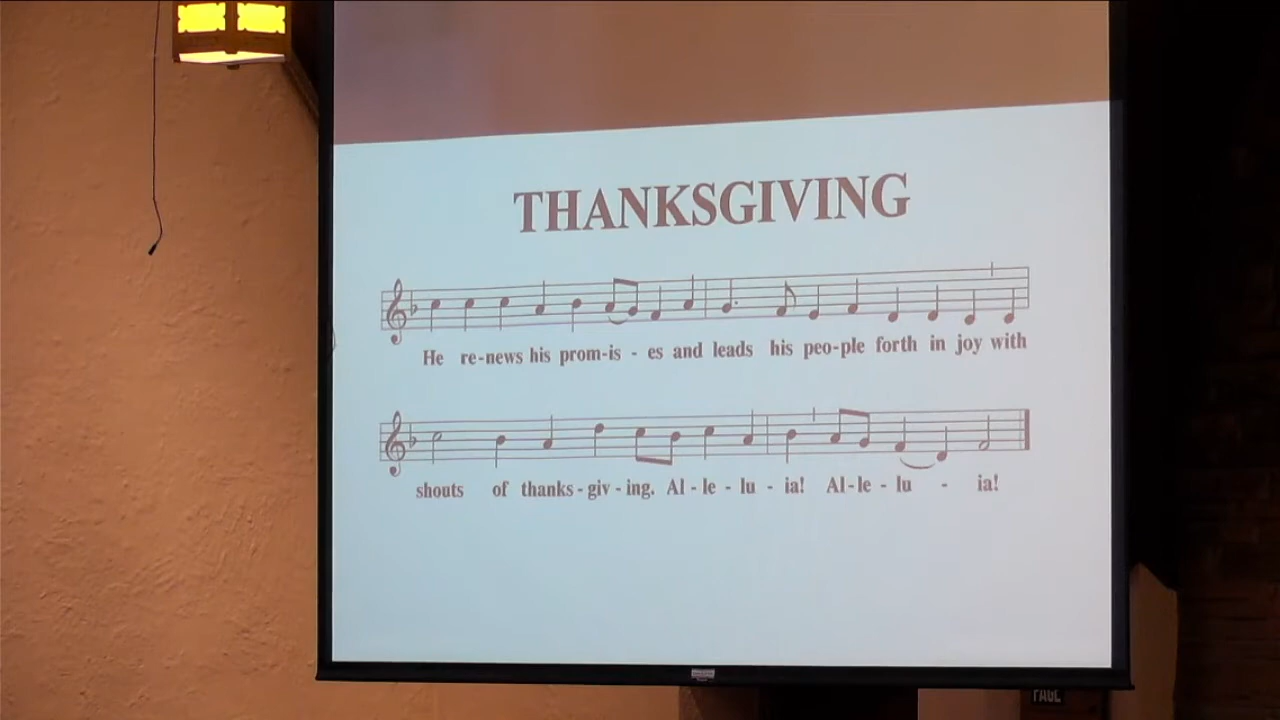 THANKSGIVING
He re-news his prom-is - es and leads his peo-ple forth in joy with
shouts of thanks - giv - ing. Al - le - lu - ia! Al - le - lu - ia!
PAGE